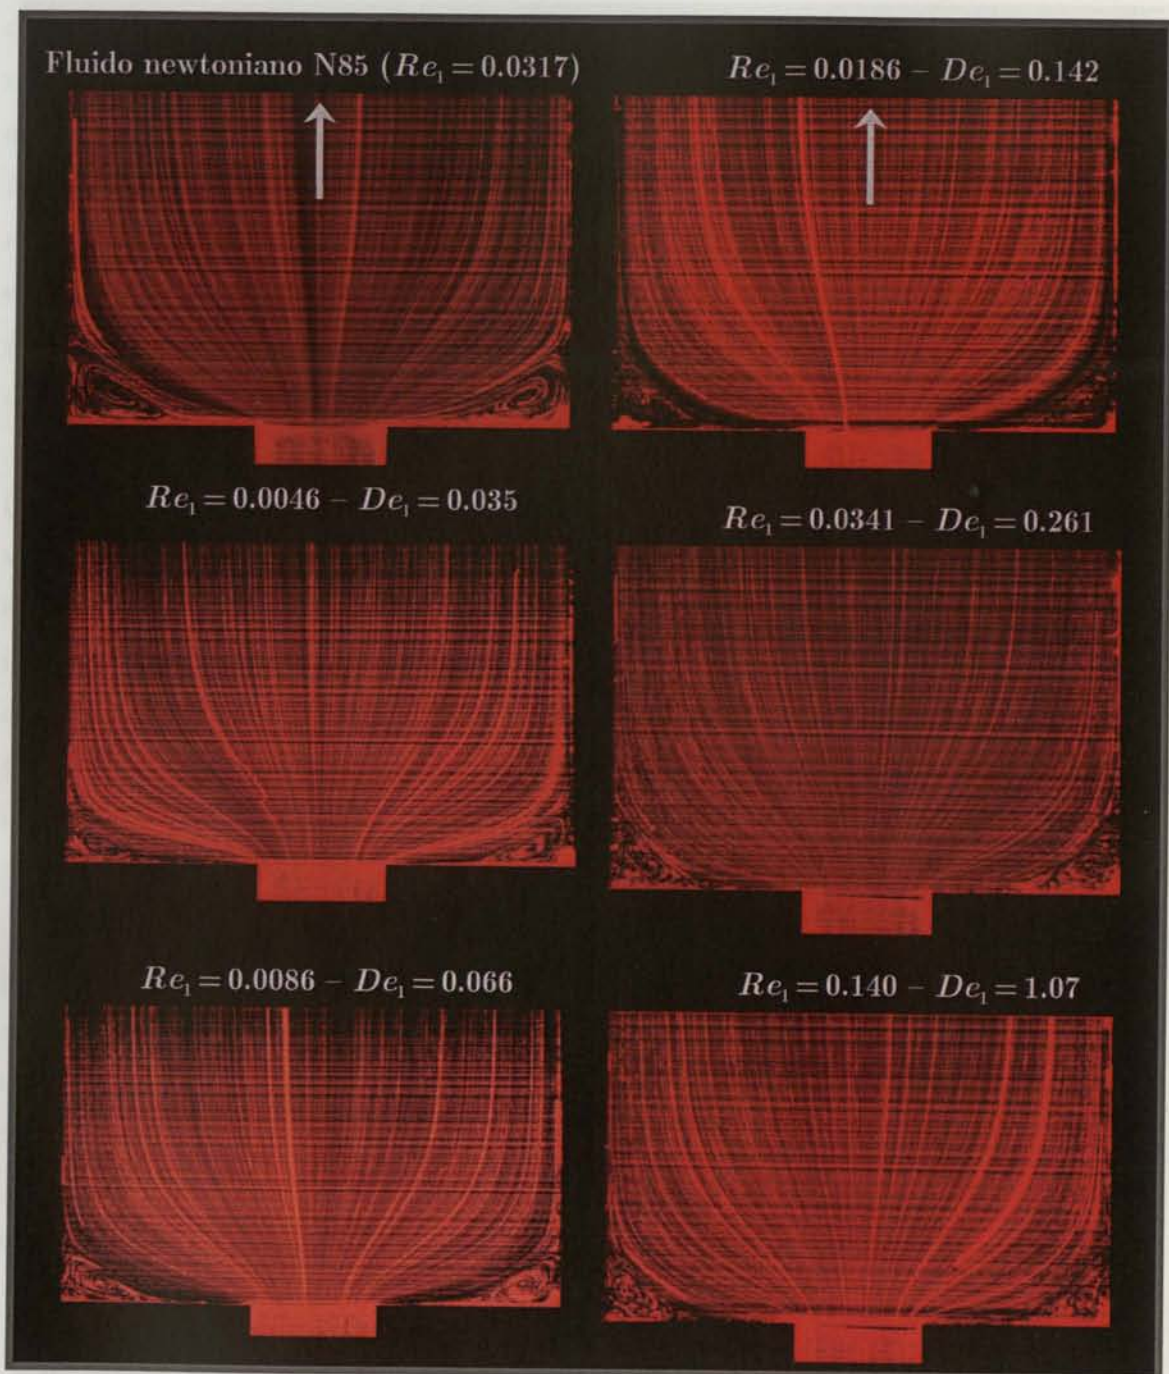 Fluido newtoniano N85 (Re₁ = 0.0317)
Re₁ = 0.0186 – De₁ = 0.142
Re₁ = 0.0046 – De₁ = 0.035
Re₁ = 0.0341 – De₁ = 0.261
Re₁ = 0.0086 – De₁ = 0.066
Re₁ = 0.140 – De₁ = 1.07